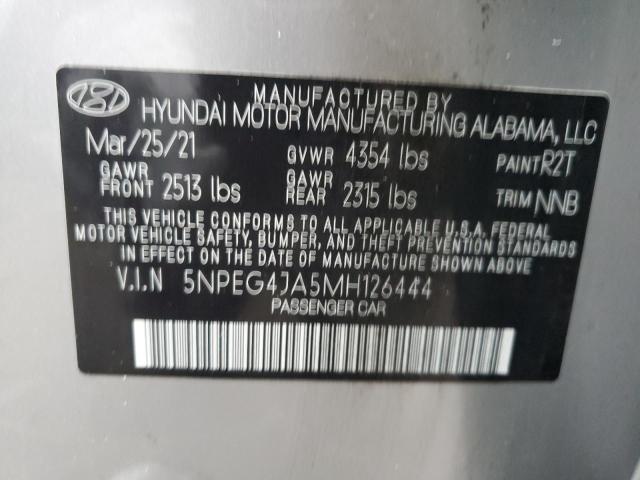 MANUFACTURED BY
HYUNDAI MOTOR MANUFACTURING ALABAMA, LLC
Mar/25/21 GVWR 4354 lbs PAINT R2T
GAWR FRONT 2513 lbs GAWR REAR 2315 lbs TRIM NNB
THIS VEHICLE CONFORMS TO ALL APPLICABLE U.S.A. FEDERAL
MOTOR VEHICLE SAFETY, BUMPER, AND THEFT PREVENTION STANDARDS
IN EFFECT ON THE DATE OF MANUFACTURE SHOWN ABOVE.
V.I.N 5NPEG4JA5MH126444
PASSENGER CAR